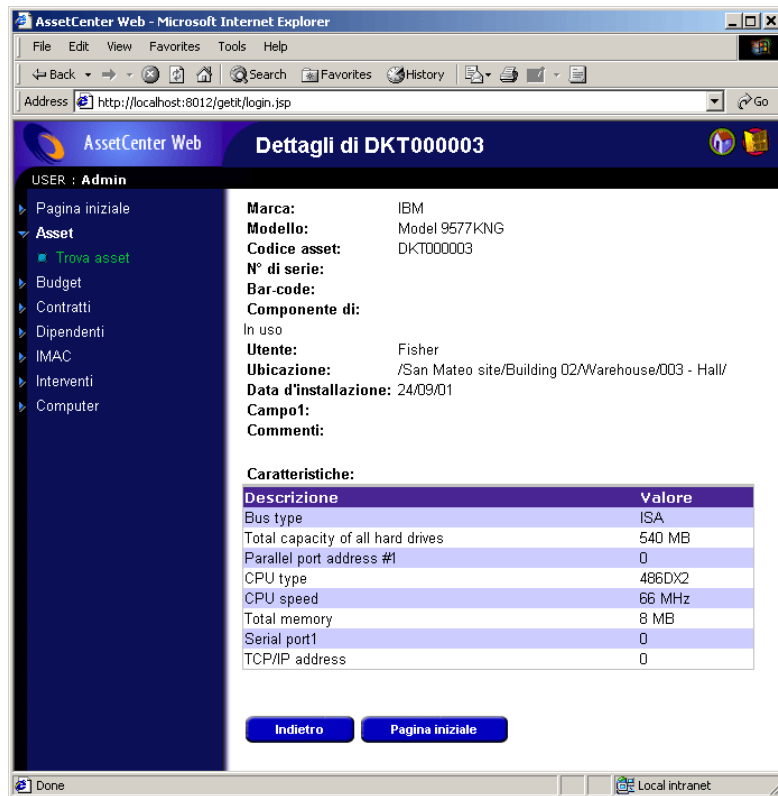 AssetCenter Web - Microsoft Internet Explorer
File Edit View Favorites Tools Help
Back Search Favorites History
Address http://localhost:8012/getit/login.jsp Go
AssetCenter Web Dettagli di DKT000003
USER : Admin
Pagina iniziale
Asset
Trova asset
Budget
Contratti
Dipendenti
IMAC
Interventi
Computer
Marca: IBM
Modello: Model 9577KNG
Codice asset: DKT000003
N° di serie:
Bar-code:
Componente di:
In uso
Utente: Fisher
Ubicazione: /San Mateo site/Building 02/Warehouse/003 - Hall/
Data d'installazione: 24/09/01
Campo1:
Commenti:
Caratteristiche:
Descrizione Valore
Bus type ISA
Total capacity of all hard drives 540 MB
Parallel port address #1 0
CPU type 486DX2
CPU speed 66 MHz
Total memory 8 MB
Serial port1 0
TCP/IP address 0
Indietro Pagina iniziale
Done Local intranet